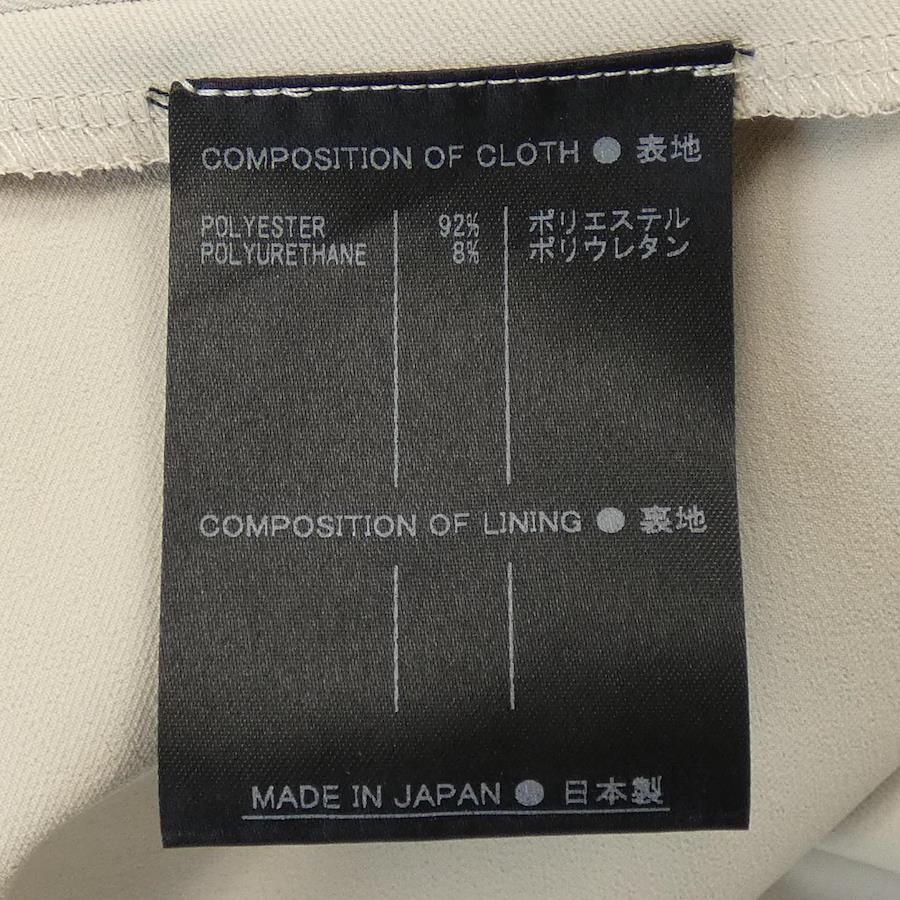 COMPOSITION OF CLOTH ● 表地
POLYESTER 92% ポリエステル
POLYURETHANE 8% ポリウレタン
COMPOSITION OF LINING ● 裏地
MADE IN JAPAN ● 日本製